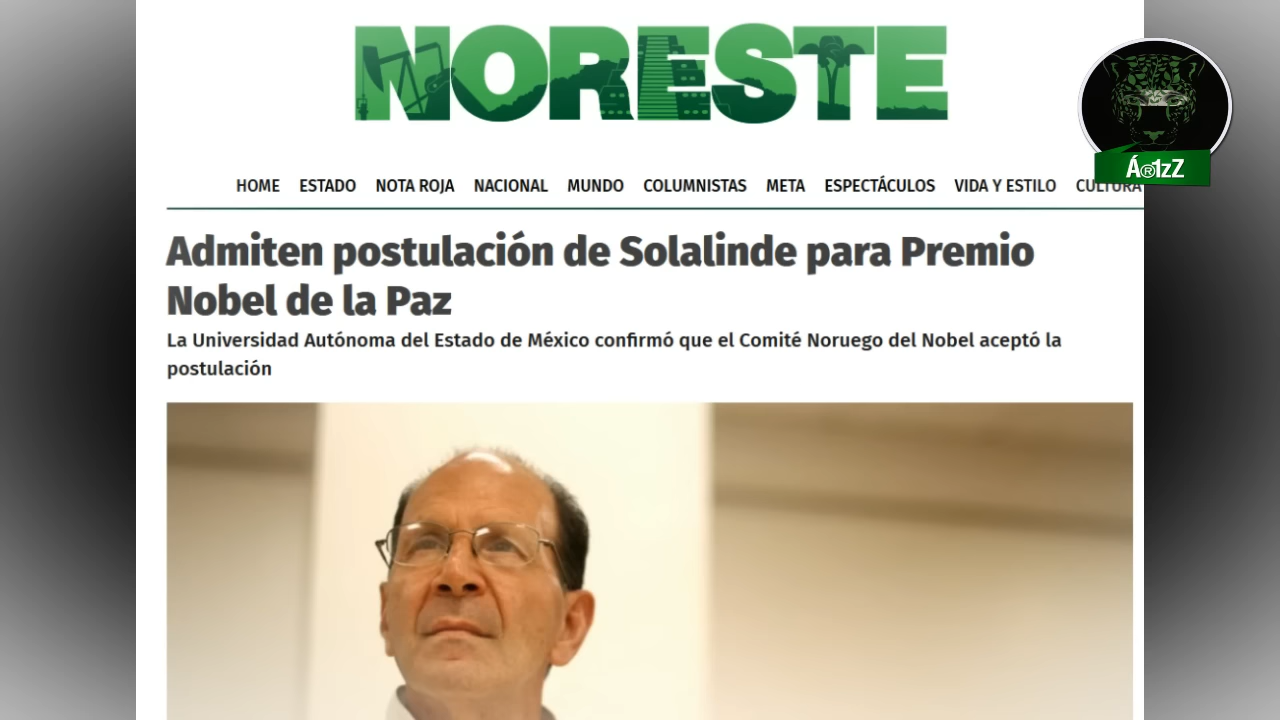 NORESTE
Á®1zZ
HOME ESTADO NOTA ROJA NACIONAL MUNDO COLUMNISTAS META ESPECTÁCULOS VIDA Y ESTILO CULTURA
Admiten postulación de Solalinde para Premio
Nobel de la Paz
La Universidad Autónoma del Estado de México confirmó que el Comité Noruego del Nobel aceptó la
postulación